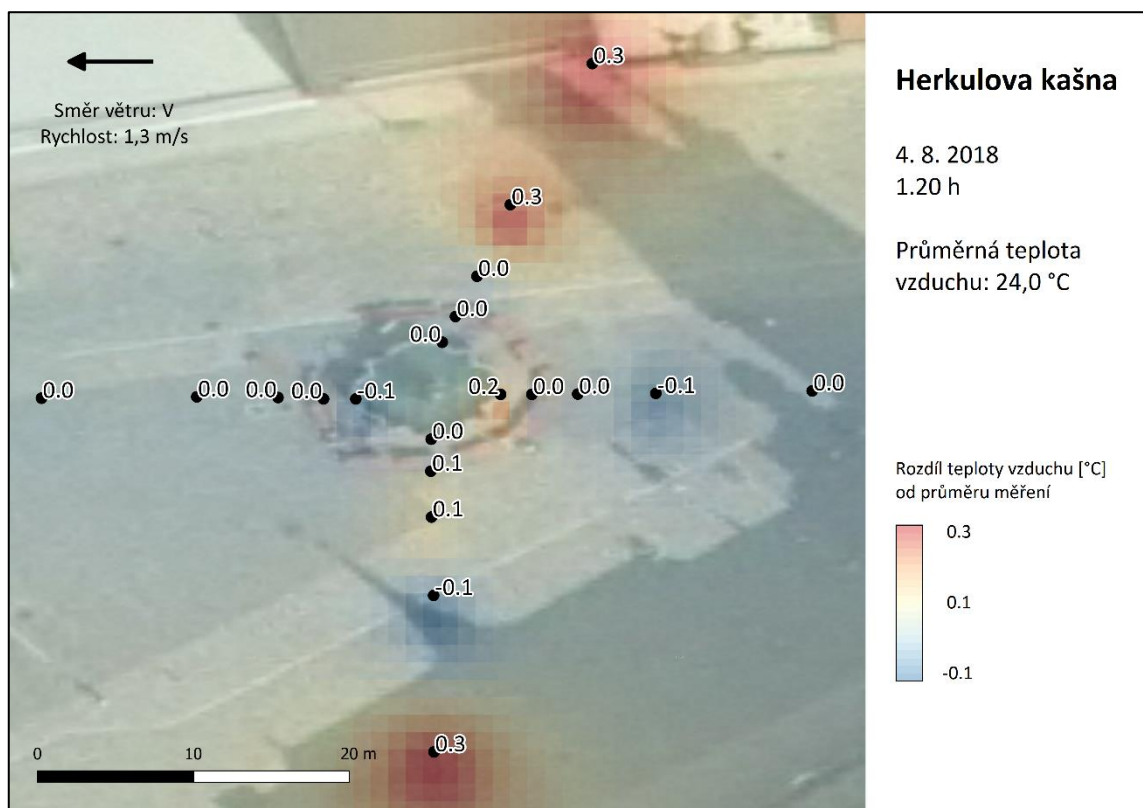 Směr větru: V
Rychlost: 1,3 m/s
0.3
0.3
0.0
0.0
0.0
0.0
0.0
0.0
0.0
-0.1
0.2
0.0
0.0
-0.1
0.0
0.0
0.1
0.1
-0.1
0.3
0 10 20 m
Herkulova kašna
4. 8. 2018
1.20 h
Průměrná teplota
vzduchu: 24,0 °C
Rozdíl teploty vzduchu [°C]
od průměru měření
0.3
0.1
-0.1